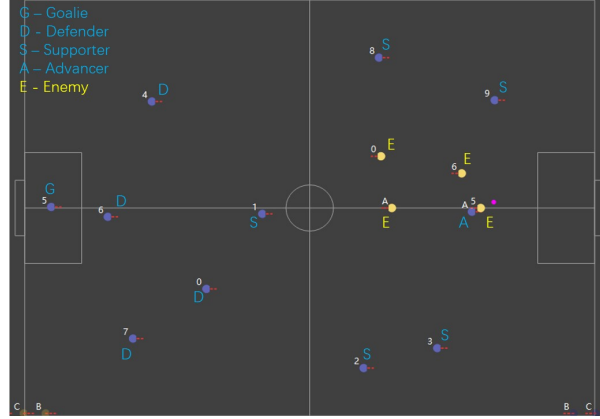 G – Goalie
D - Defender
S – Supporter
A – Advancer
E - Enemy
8 S
4 D
9 S
0 E
6 E
G
5
6 D
1 S
A E
A 5
A E
0 D
7 D
3 S
2 S
C B
B C